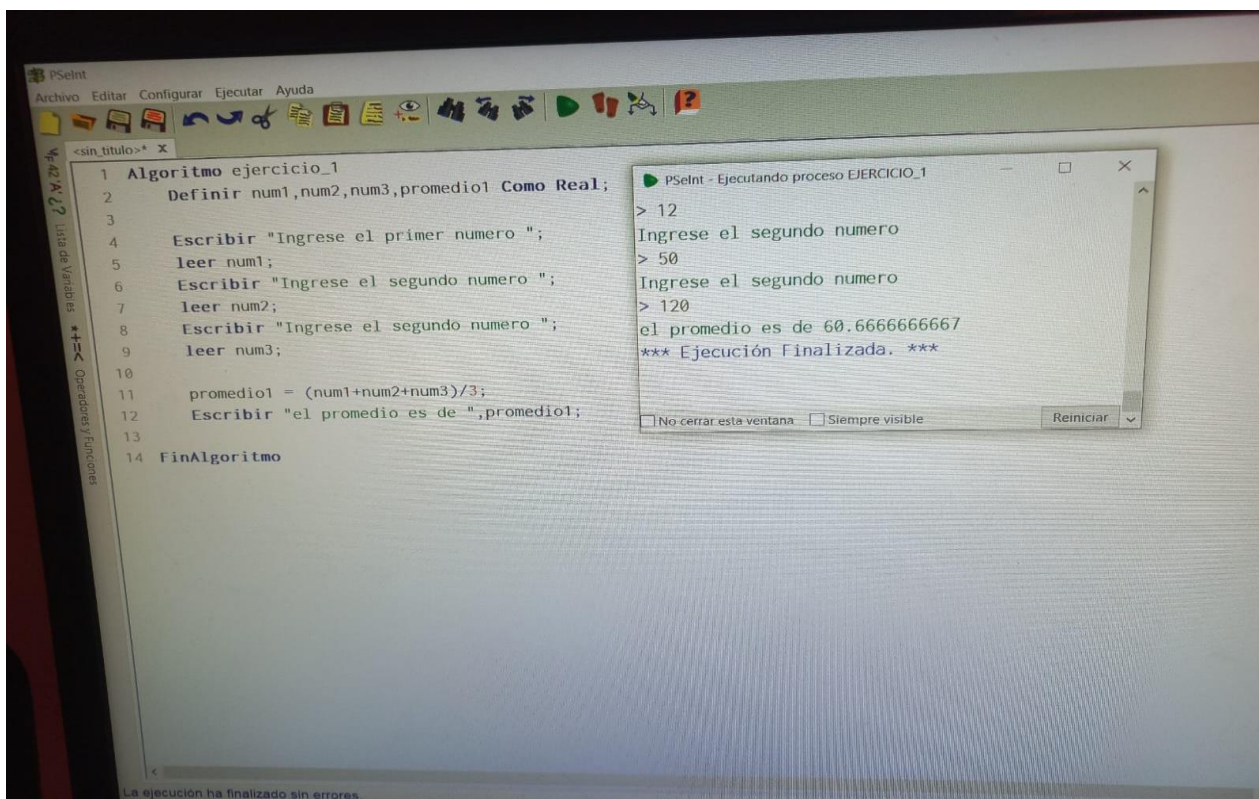 PSeInt
Archivo Editar Configurar Ejecutar Ayuda
<sin_titulo>* X
1 Algoritmo ejercicio_1
2 Definir num1,num2,num3,promedio1 Como Real;
3
4 Escribir "Ingrese el primer numero ";
5 leer num1;
6 Escribir "Ingrese el segundo numero ";
7 leer num2;
8 Escribir "Ingrese el segundo numero ";
9 leer num3;
10
11 promedio1 = (num1+num2+num3)/3;
12 Escribir "el promedio es de ",promedio1;
13
14 FinAlgoritmo
Lista de Variables
*+=< Operadores y Funciones
PSeInt - Ejecutando proceso EJERCICIO_1
> 12
Ingrese el segundo numero
> 50
Ingrese el segundo numero
> 120
el promedio es de 60.6666666667
*** Ejecución Finalizada. ***
No cerrar esta ventana Siempre visible Reiniciar
La ejecución ha finalizado sin errores.